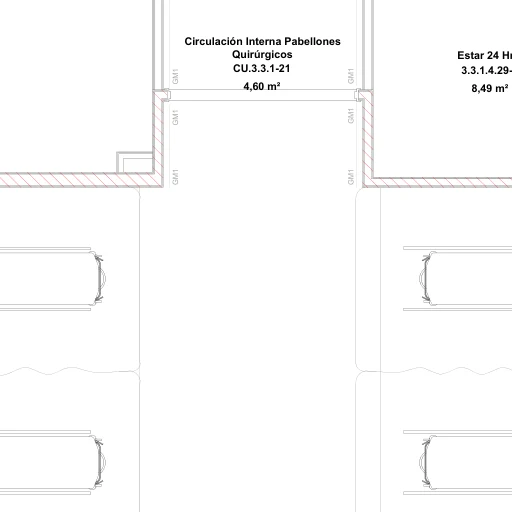 Circulación Interna Pabellones
Quirúrgicos
CU.3.3.1-21
4,60 m²
Estar 24 Hr
3.3.1.4.29-
8,49 m²
GM1
GM1
GM1
GM1
GM1
GM1